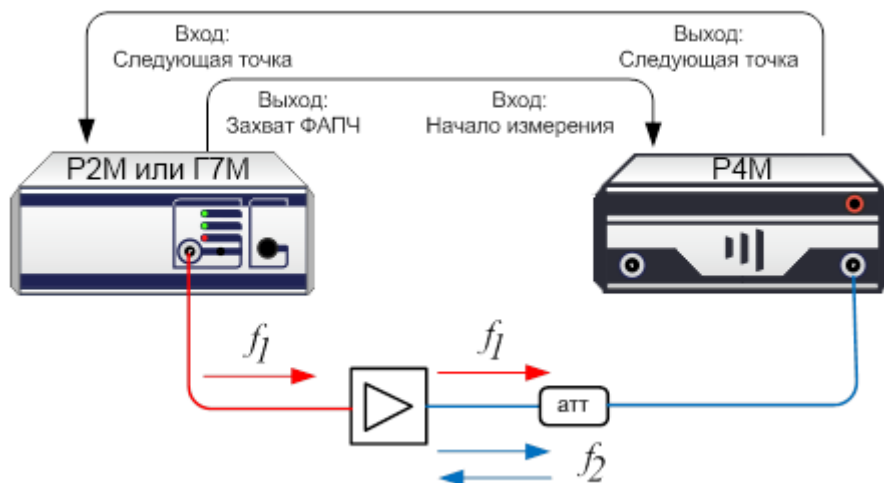 Вход:
Следующая точка
Выход:
Следующая точка
Выход:
Захват ФАПЧ
Вход:
Начало измерения
Р2М или Г7М
Р4М
f1
f1
атт
f2